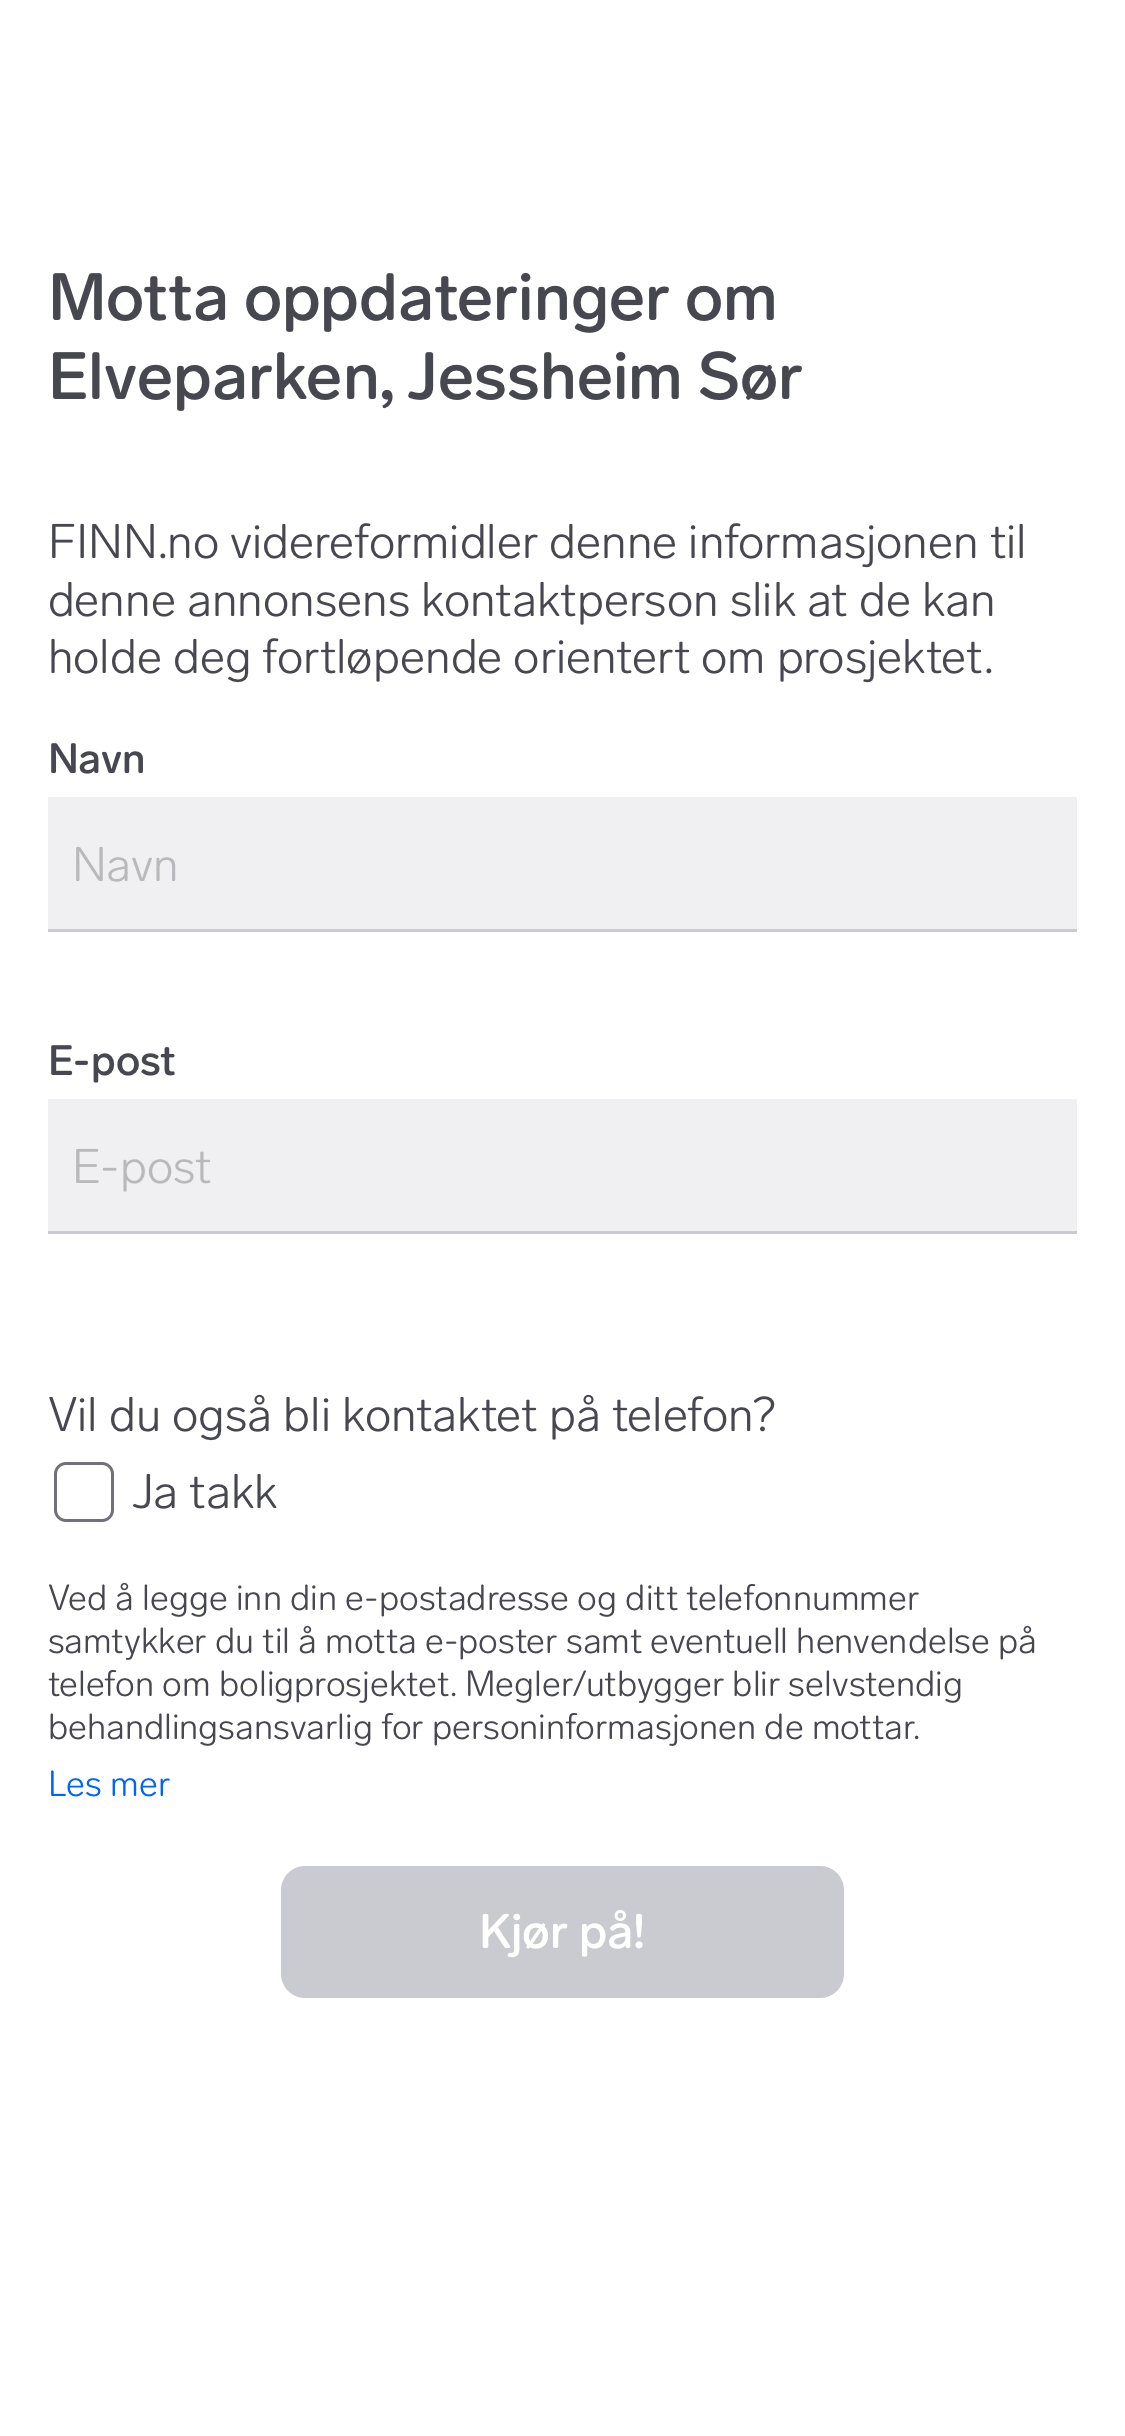 Motta oppdateringer om
Elveparken, Jessheim Sør
FINN.no videreformidler denne informasjonen til
denne annonsens kontaktperson slik at de kan
holde deg fortløpende orientert om prosjektet.
Navn
Navn
E-post
E-post
Vil du også bli kontaktet på telefon?
Ja takk
Ved å legge inn din e-postadresse og ditt telefonnummer
samtykker du til å motta e-poster samt eventuell henvendelse på
telefon om boligprosjektet. Megler/utbygger blir selvstendig
behandlingsansvarlig for personinformasjonen de mottar.
Les mer
Kjør på!